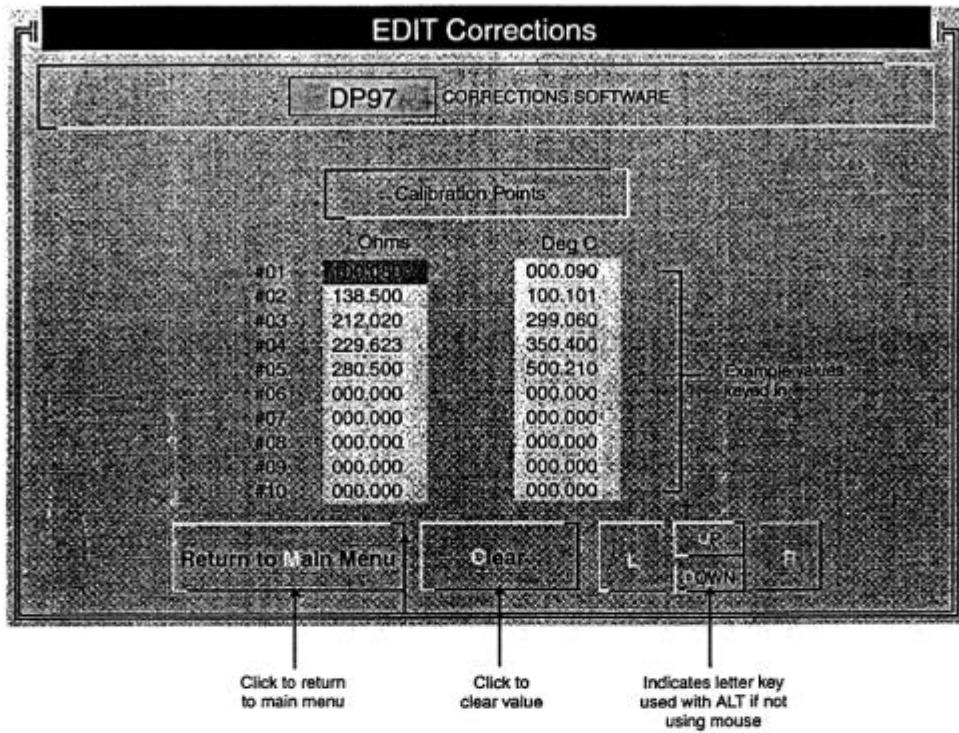 EDIT Corrections
DP97 CORRECTIONS SOFTWARE
Calibration Points
Ohms Deg C
#01 100.050 000.090
#02 138.500 100.101
#03 212.020 299.060
#04 229.623 350.400
#05 280.500 500.210
#06 000.000 000.000
#07 000.000 000.000
#08 000.000 000.000
#09 000.000 000.000
#10 000.000 000.000
Example values
keyed in
Return to Main Menu Clear L UP R
DOWN
Click to return
to main menu
Click to
clear value
Indicates letter key
used with ALT if not
using mouse